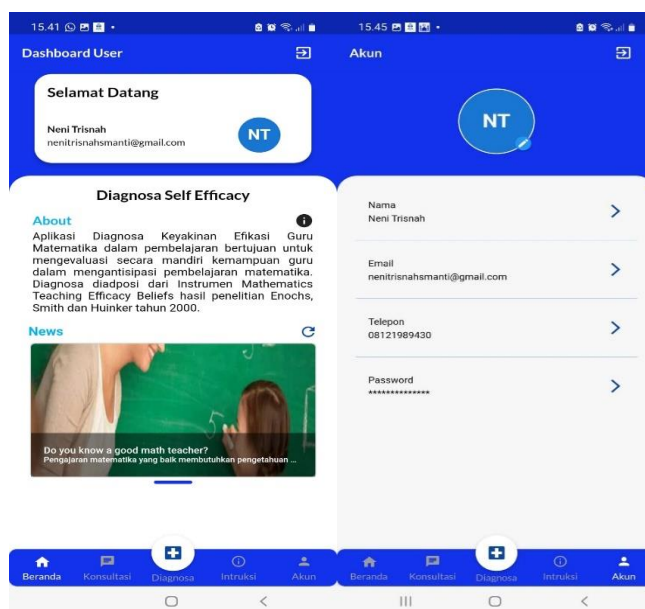 15.41
Dashboard User
Selamat Datang
Neni Trisnah
nenitrisnahsmanti@gmail.com
NT
Diagnosa Self Efficacy
About
Aplikasi Diagnosa Keyakinan Efikasi Guru
Matematika dalam pembelajaran bertujuan untuk
mengevaluasi secara mandiri kemampuan guru
dalam mengantisipasi pembelajaran matematika.
Diagnosa diadposi dari Instrumen Mathematics
Teaching Efficacy Beliefs hasil penelitian Enochs,
Smith dan Huinker tahun 2000.
News
Do you know a good math teacher?
Pengajaran matematika yang baik membutuhkan pengetahuan ...
Beranda Konsultasi Diagnosa Intruksi Akun
15.45
Akun
NT
Nama
Neni Trisnah
Email
nenitrisnahsmanti@gmail.com
Telepon
08121989430
Password
**************
Beranda Konsultasi Diagnosa Intruksi Akun